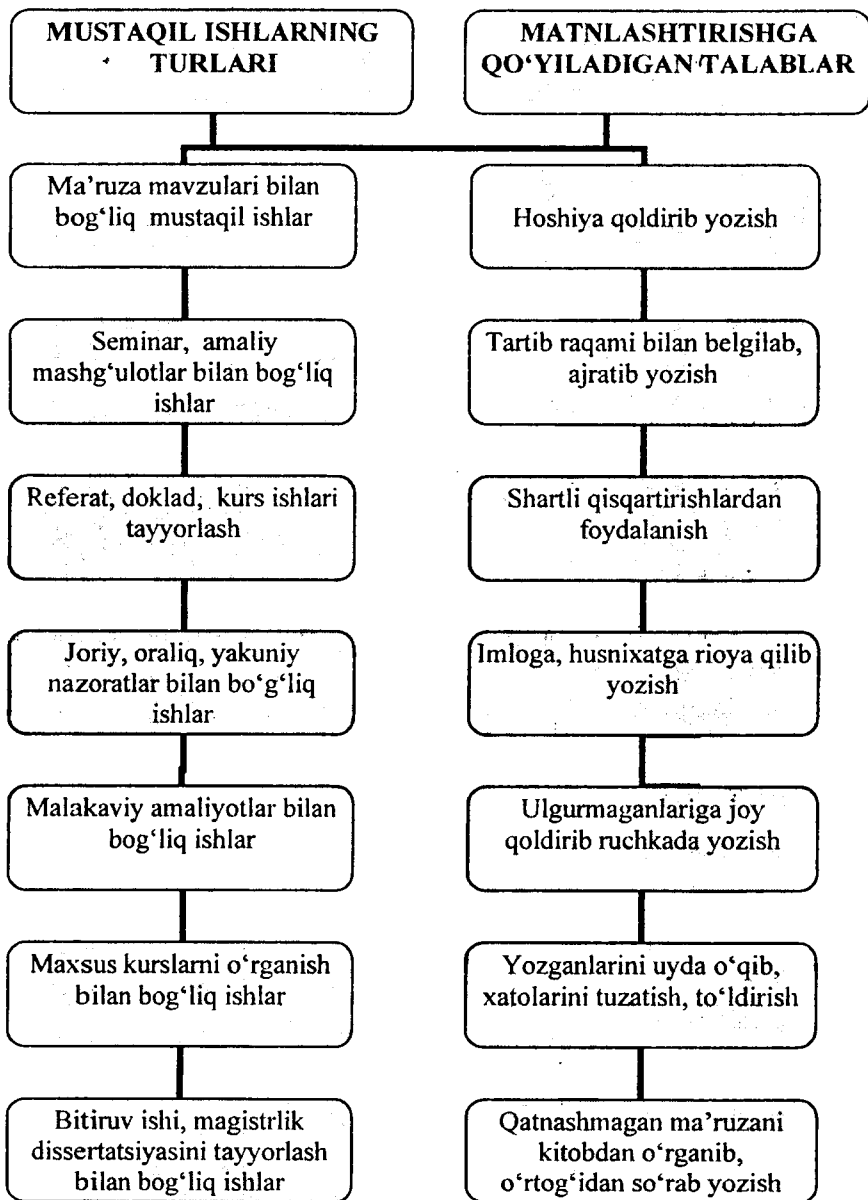 MUSTAQIL ISHLARNING
TURLARI
MATNLASHTIRISHGA
QO‘YILADIGAN TALABLAR
Ma’ruza mavzulari bilan
bog‘liq mustaqil ishlar
Hoshiya qoldirib yozish
Seminar, amaliy
mashg‘ulotlar bilan bog‘liq
ishlar
Tartib raqami bilan belgilab,
ajratib yozish
Referat, doklad, kurs ishlari
tayyorlash
Shartli qisqartirishlardan
foydalanish
Joriy, oraliq, yakuniy
nazoratlar bilan bo‘g‘liq
ishlar
Imloga, husnixatga rioya qilib
yozish
Malakaviy amaliyotlar bilan
bog‘liq ishlar
Ulgurmaganlariga joy
qoldirib ruchkada yozish
Maxsus kurslarni o‘rganish
bilan bog‘liq ishlar
Yozganlarini uyda o‘qib,
xatolarini tuzatish, to‘ldirish
Bitiruv ishi, magistrlik
dissertatsiyasini tayyorlash
bilan bog‘liq ishlar
Qatnashmagan ma’ruzani
kitobdan o‘rganib,
o‘rtog‘idan so‘rab yozish